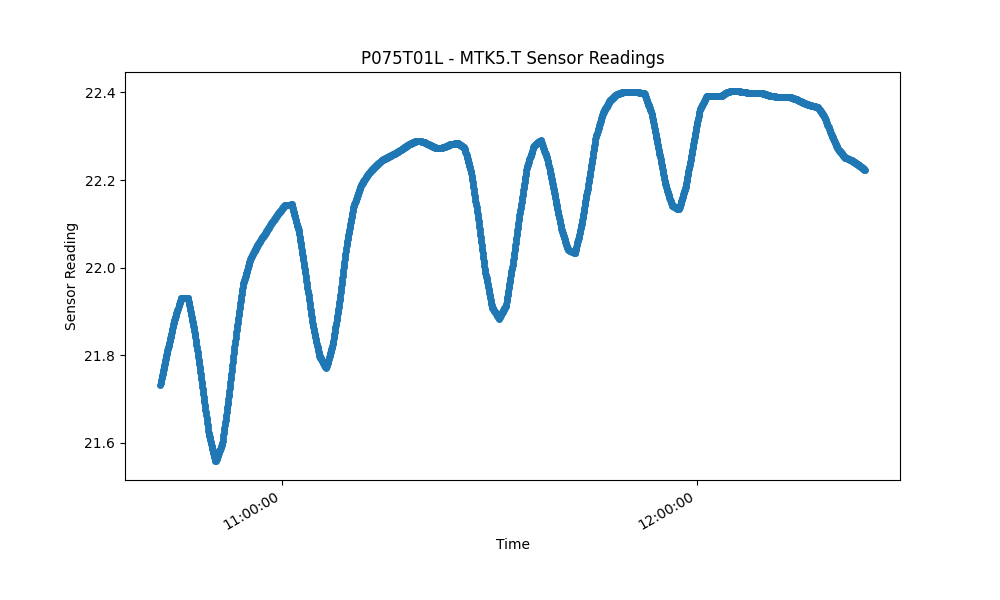 P075T01L - MTK5.T Sensor Readings
22.4
22.2
22.0
21.8
21.6
Sensor Reading
11:00:00
12:00:00
Time